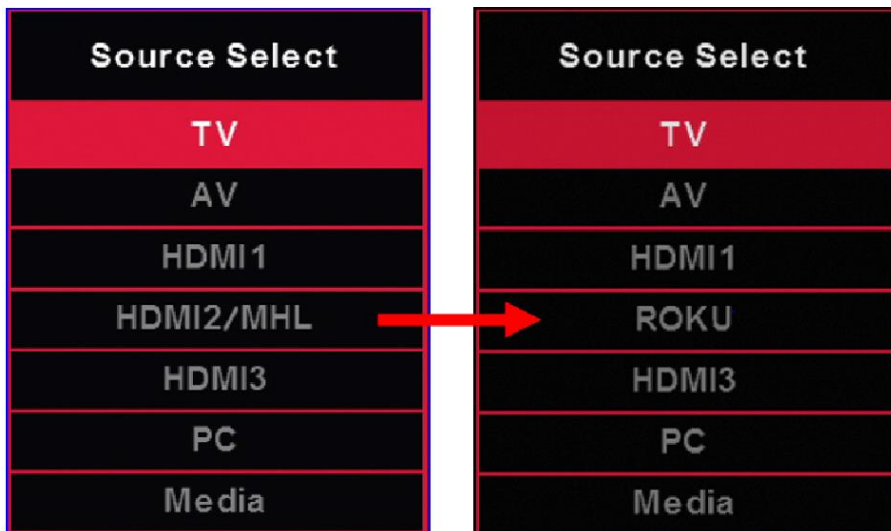 Source Select
TV
AV
HDMI1
HDMI2/MHL
HDMI3
PC
Media
Source Select
TV
AV
HDMI1
ROKU
HDMI3
PC
Media